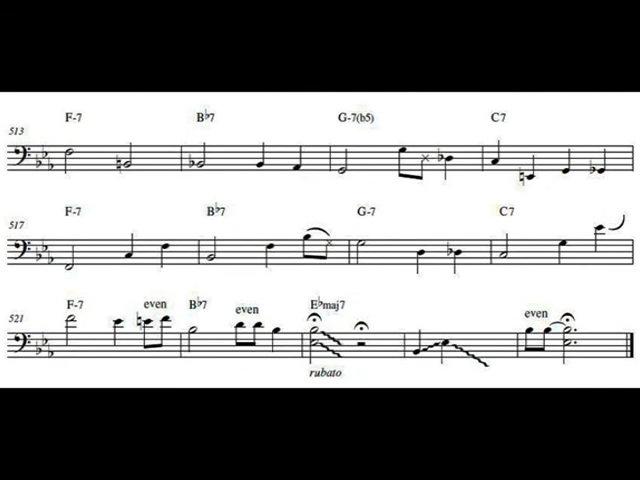 F-7 B♭7 G-7(b5) C7
513
F-7 B♭7 G-7 C7
517
F-7 even B♭7 even E♭maj7 even
521
rubato